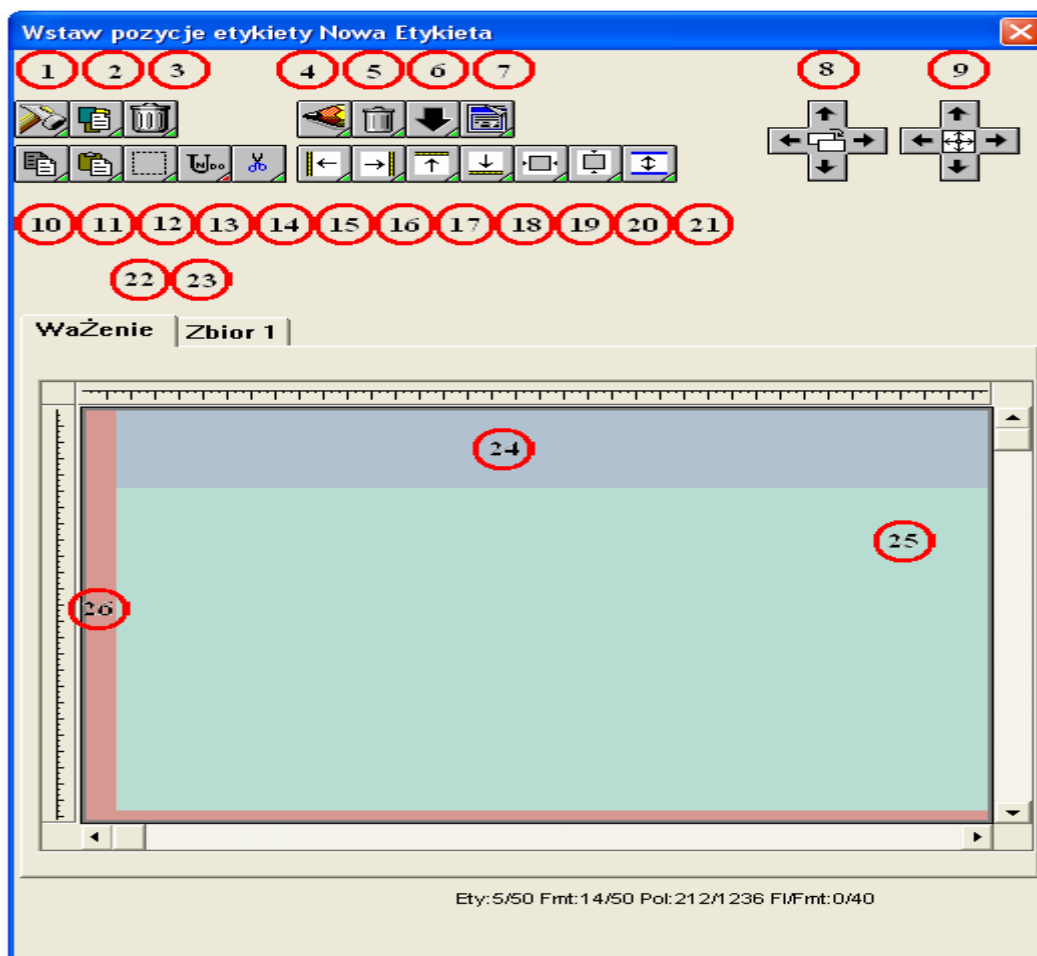 Wstaw pozycje etykiety Nowa Etykieta
1 2 3 4 5 6 7 8 9
UNDO
10 11 12 13 14 15 16 17 18 19 20 21
22 23
WaŻenie Zbior 1
24
25
26
Ety:5/50 Fmt:14/50 Pol:212/1236 Fl/Fmt:0/40